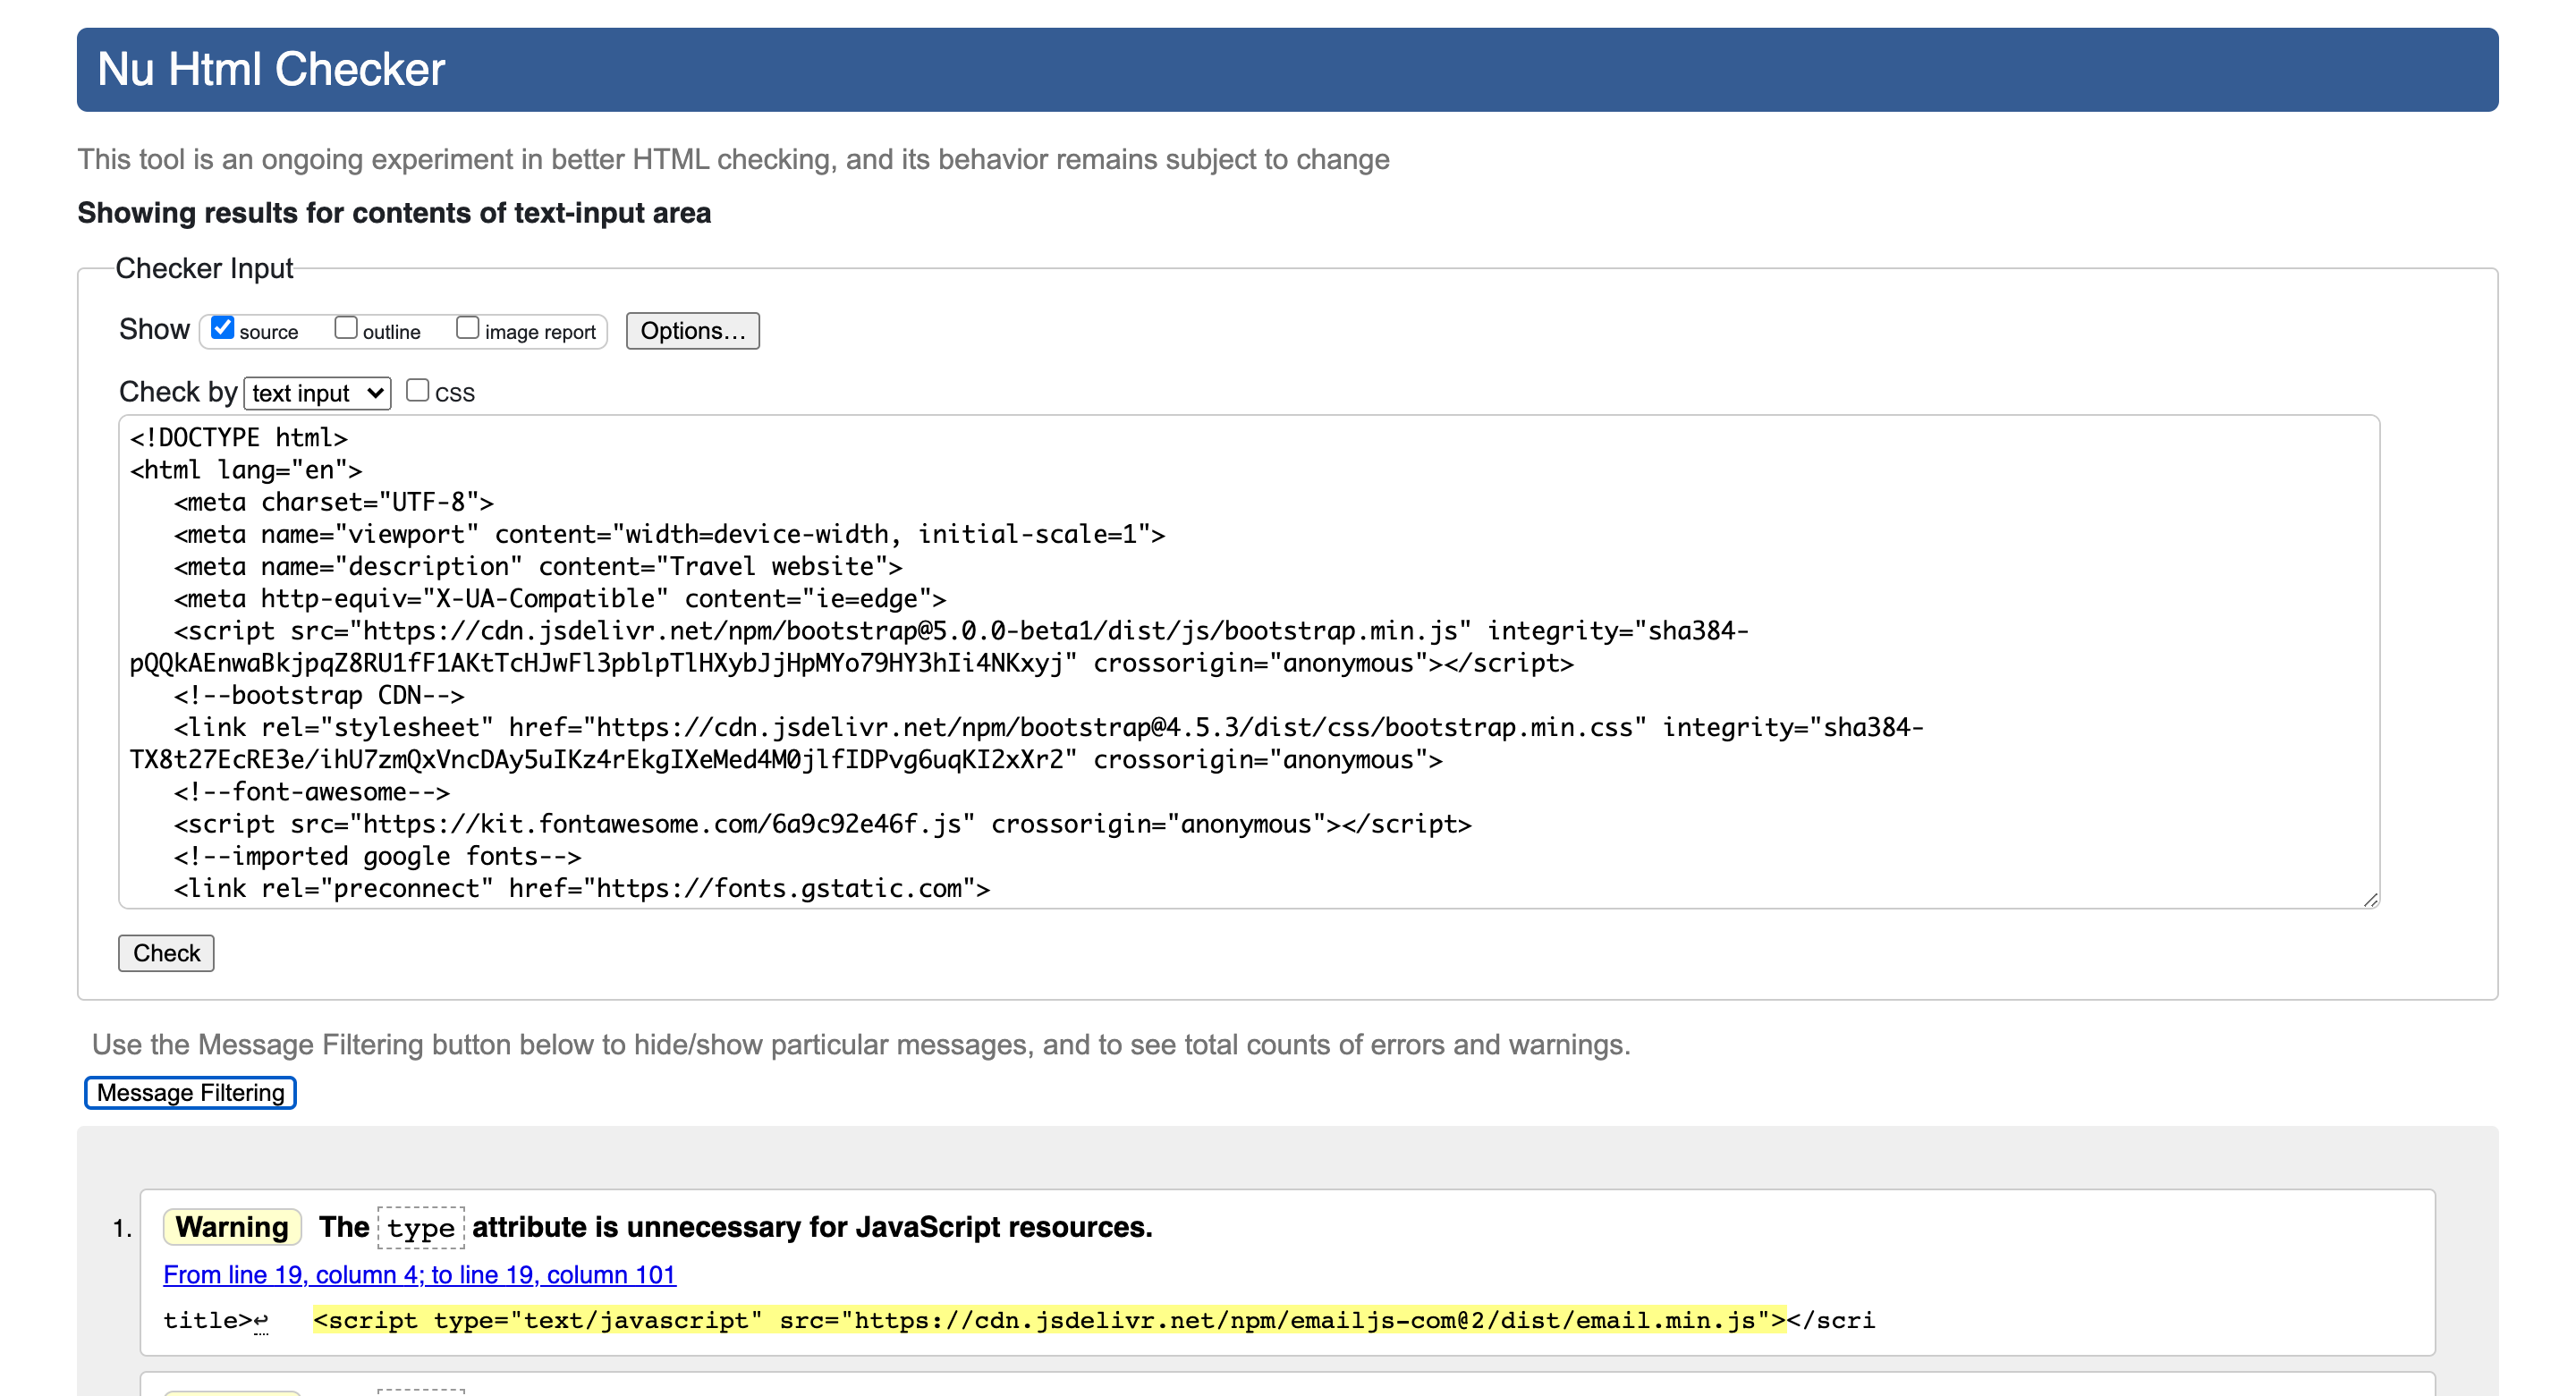 Nu Html Checker
This tool is an ongoing experiment in better HTML checking, and its behavior remains subject to change
Showing results for contents of text-input area
Checker Input
Show source outline image report Options...
Check by text input CSS
<!DOCTYPE html>
<html lang="en">
<meta charset="UTF-8">
<meta name="viewport" content="width=device-width, initial-scale=1">
<meta name="description" content="Travel website">
<meta http-equiv="X-UA-Compatible" content="ie=edge">
<script src="https://cdn.jsdelivr.net/npm/bootstrap@5.0.0-beta1/dist/js/bootstrap.min.js" integrity="sha384-
pQQkAEnwaBkjpqZ8RU1fF1AKtTcHJwFl3pblpTlHXybJjHpMYo79HY3hIi4NKxyj" crossorigin="anonymous"></script>
<!--bootstrap CDN-->
<link rel="stylesheet" href="https://cdn.jsdelivr.net/npm/bootstrap@4.5.3/dist/css/bootstrap.min.css" integrity="sha384-
TX8t27EcRE3e/ihU7zmQxVncDAy5uIKz4rEkgIXeMed4M0jlfIDPvg6uqKI2xXr2" crossorigin="anonymous">
<!--font-awesome-->
<script src="https://kit.fontawesome.com/6a9c92e46f.js" crossorigin="anonymous"></script>
<!--imported google fonts-->
<link rel="preconnect" href="https://fonts.gstatic.com">
Check
Use the Message Filtering button below to hide/show particular messages, and to see total counts of errors and warnings.
Message Filtering
1. Warning The type attribute is unnecessary for JavaScript resources.
From line 19, column 4; to line 19, column 101
title>↩ <script type="text/javascript" src="https://cdn.jsdelivr.net/npm/emailjs-com@2/dist/email.min.js"></scri